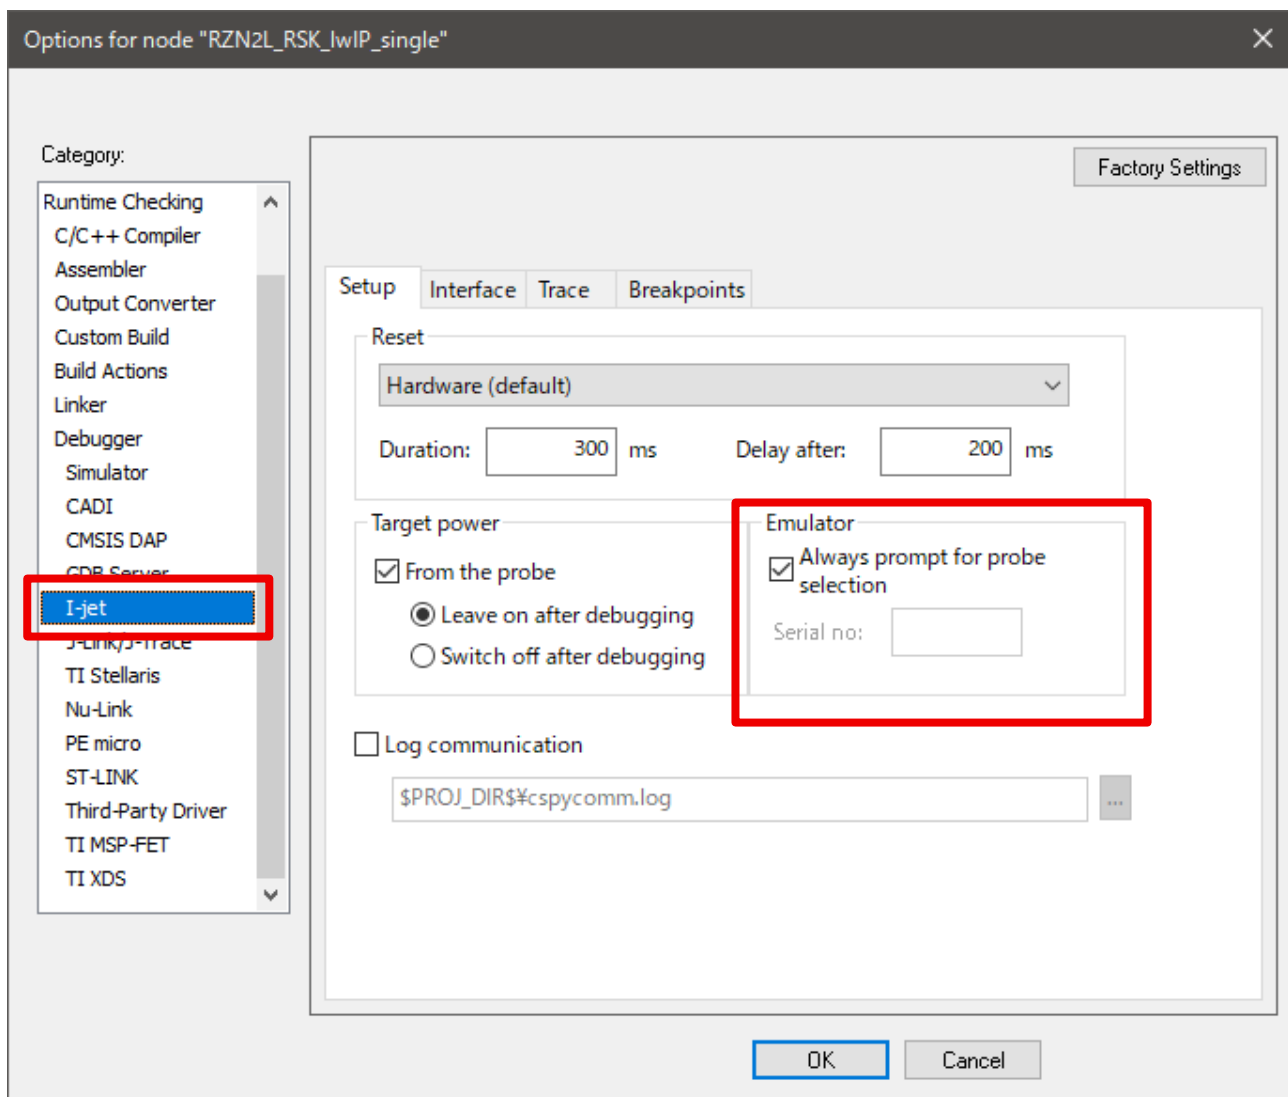 Options for node "RZN2L_RSK_lwIP_single"
Category:
Factory Settings
Runtime Checking
C/C++ Compiler
Assembler
Output Converter
Custom Build
Build Actions
Linker
Debugger
Simulator
CADI
CMSIS DAP
GDB Server
I-jet
J-Link/J-Trace
TI Stellaris
Nu-Link
PE micro
ST-LINK
Third-Party Driver
TI MSP-FET
TI XDS
Setup Interface Trace Breakpoints
Reset
Hardware (default)
Duration: 300 ms Delay after: 200 ms
Target power
From the probe
Leave on after debugging
Switch off after debugging
Emulator
Always prompt for probe
selection
Serial no:
Log communication
$PROJ_DIR$¥cspycomm.log
...
OK Cancel